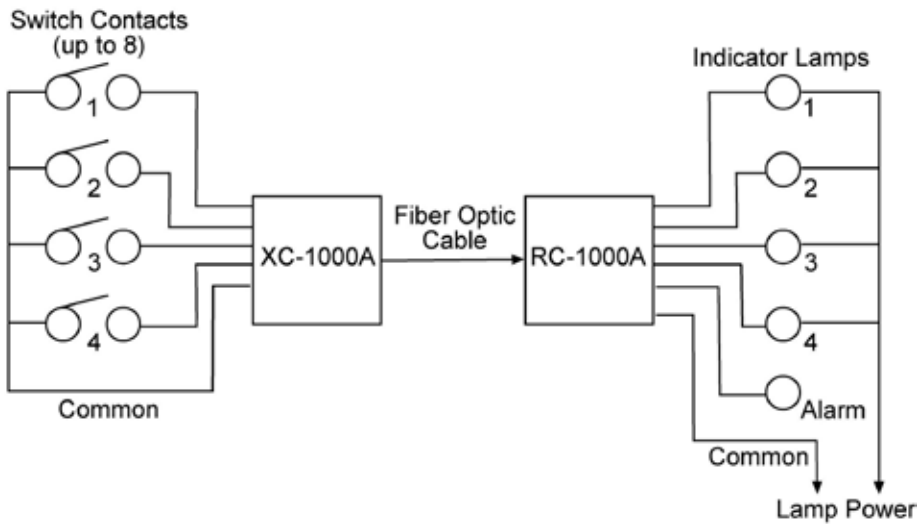 Switch Contacts
(up to 8)
1
2
3
4
Common
XC-1000A
Fiber Optic
Cable
RC-1000A
Indicator Lamps
1
2
3
4
Alarm
Common
Lamp Power